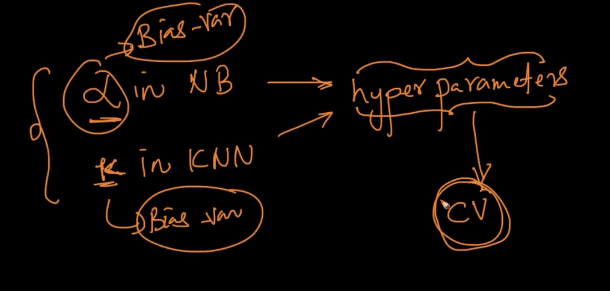 Bias-var
α in NB
hyper parameters
k in KNN
Bias-var
CV